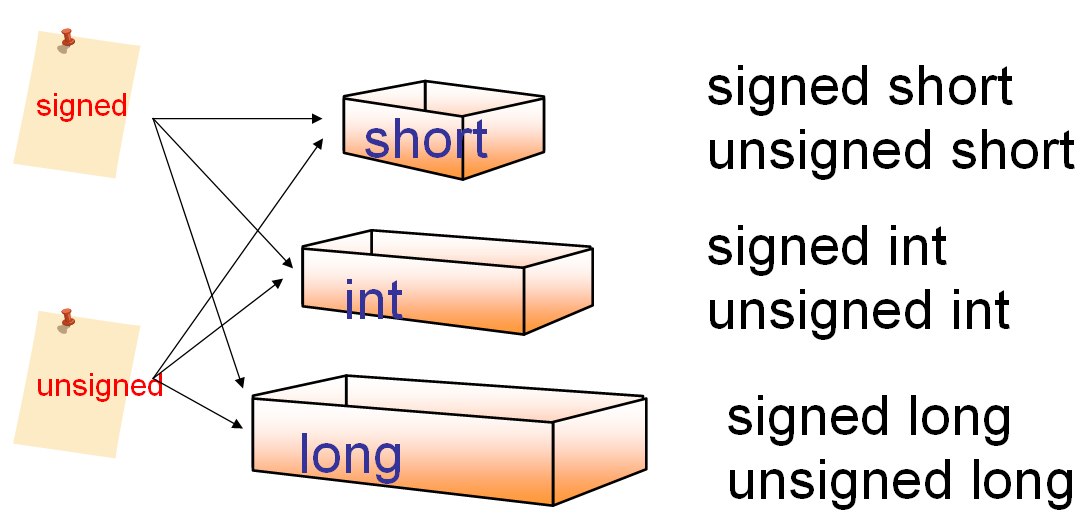 signed
short
signed short
unsigned short
int
signed int
unsigned int
unsigned
long
signed long
unsigned long